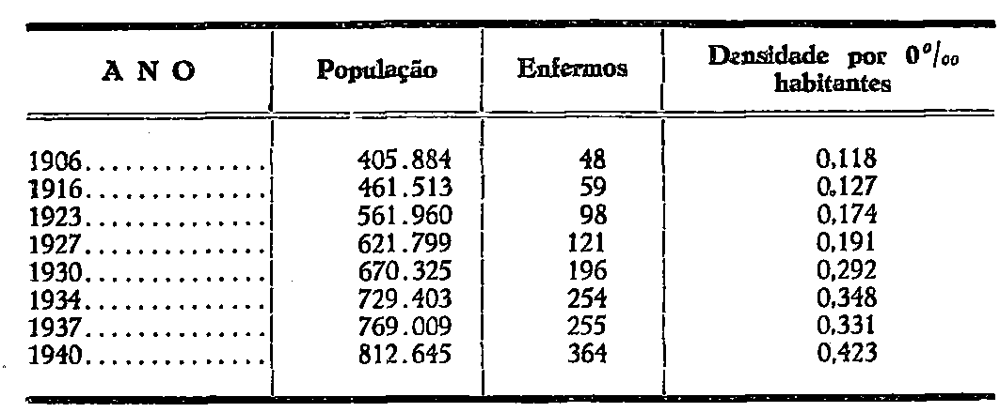 A N O População Enfermos Densidade por 0º/oo habitantes
1906.............. 405.884 48 0,118
1916.............. 461.513 59 0,127
1923.............. 561.960 98 0,174
1927.............. 621.799 121 0,191
1930.............. 670.325 196 0,292
1934.............. 729.403 254 0,348
1937.............. 769.009 255 0,331
1940.............. 812.645 364 0,423